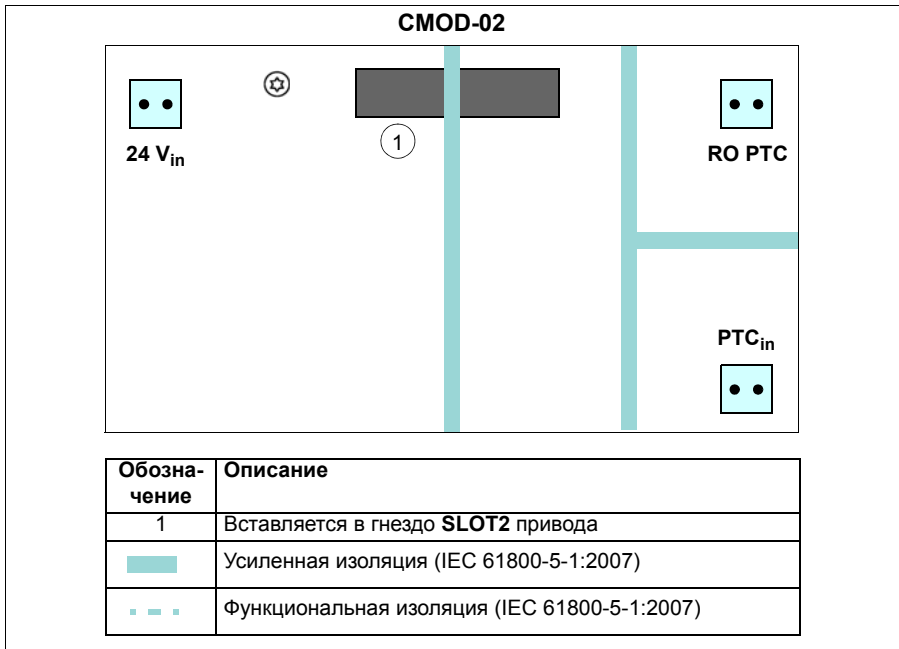 CMOD-02
24 Vin
1
RO PTC
PTCin
Обозна-
чение
Описание
1
Вставляется в гнездо SLOT2 привода
Усиленная изоляция (IEC 61800-5-1:2007)
Функциональная изоляция (IEC 61800-5-1:2007)